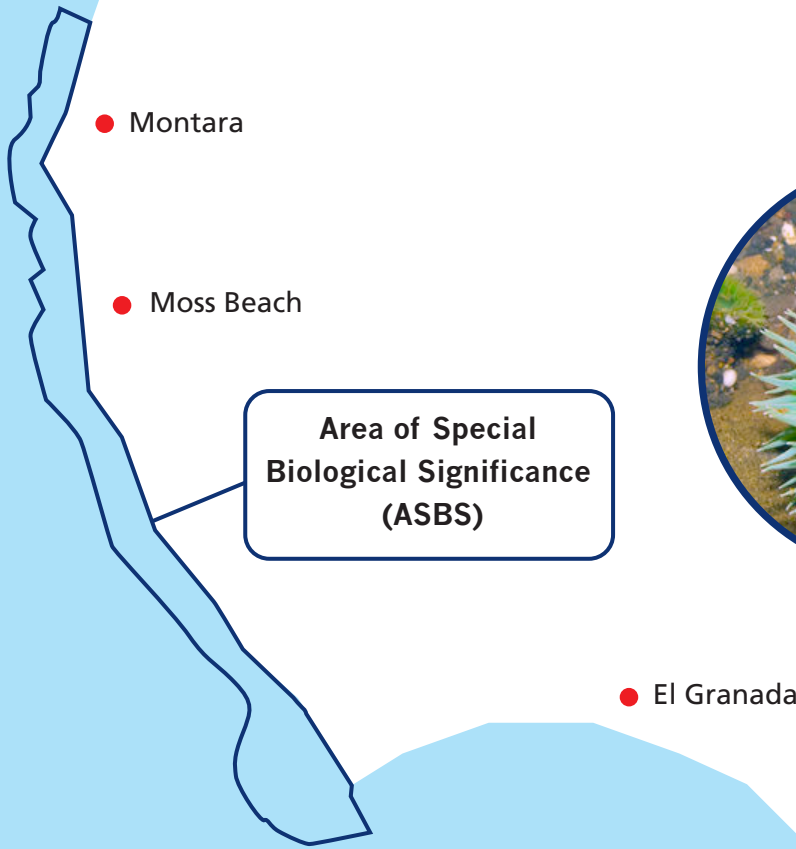 Montara
Moss Beach
Area of Special
Biological Significance
(ASBS)
El Granada